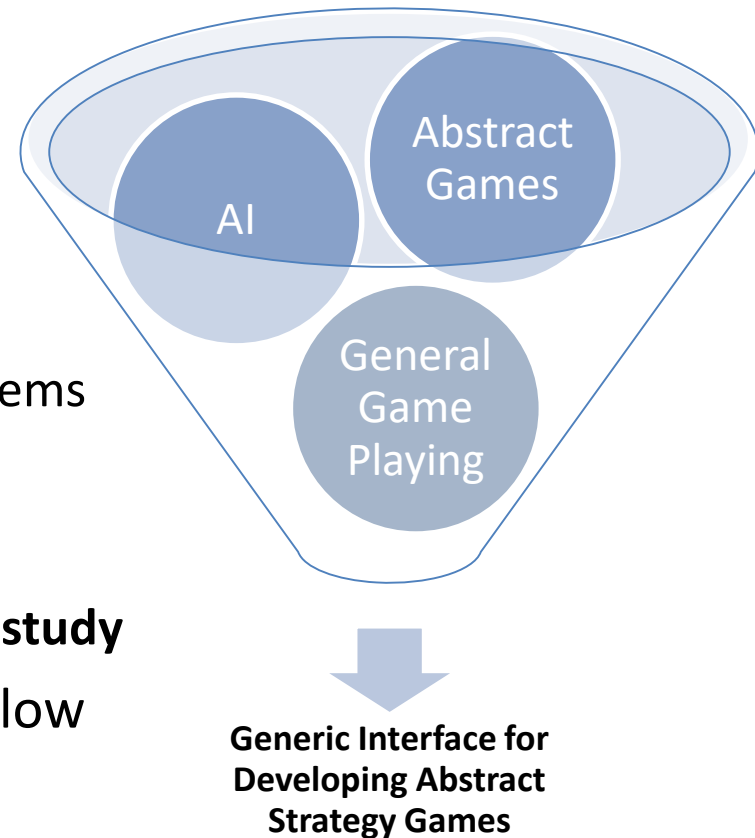 Abstract
Games
AI
General
Game
Playing
ems
study
low
Generic Interface for
Developing Abstract
Strategy Games